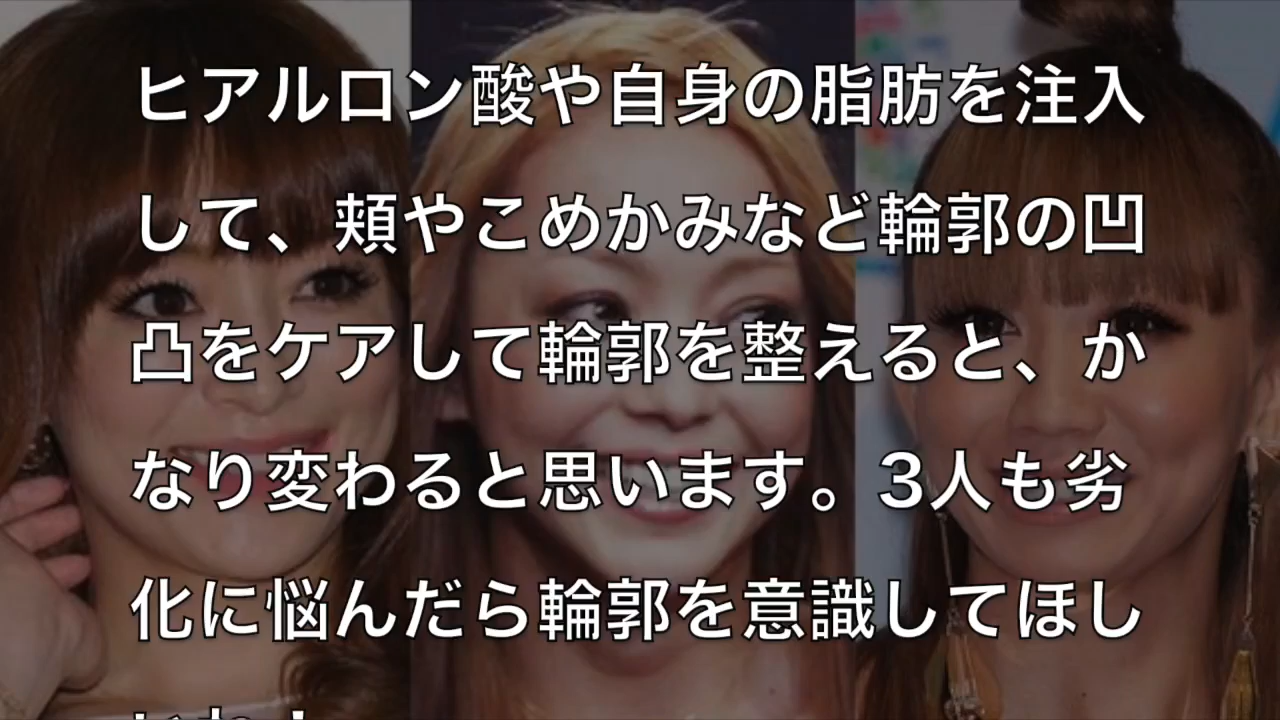 ヒアルロン酸や自身の脂肪を注入
して、頬やこめかみなど輪郭の凹
凸をケアして輪郭を整えると、か
なり変わると思います。3人も劣
化に悩んだら輪郭を意識してほし